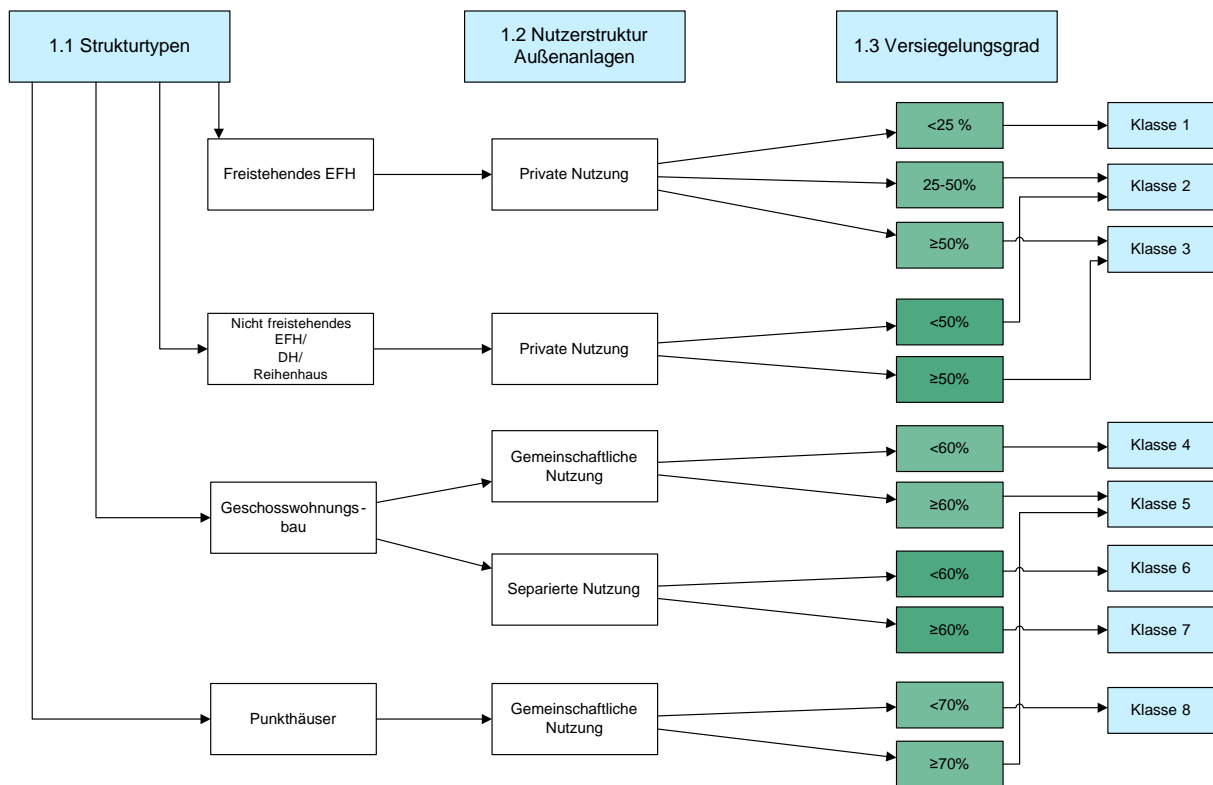 1.1 Strukturtypen
1.2 Nutzerstruktur
Außenanlagen
1.3 Versiegelungsgrad
Freistehendes EFH
Private Nutzung
<25 %
Klasse 1
25-50%
Klasse 2
≥50%
Klasse 3
Nicht freistehendes
EFH/
DH/
Reihenhaus
Private Nutzung
<50%
≥50%
Geschosswohnungs-
bau
Gemeinschaftliche
Nutzung
<60%
Klasse 4
≥60%
Klasse 5
Separierte Nutzung
<60%
Klasse 6
≥60%
Klasse 7
Punkthäuser
Gemeinschaftliche
Nutzung
<70%
Klasse 8
≥70%